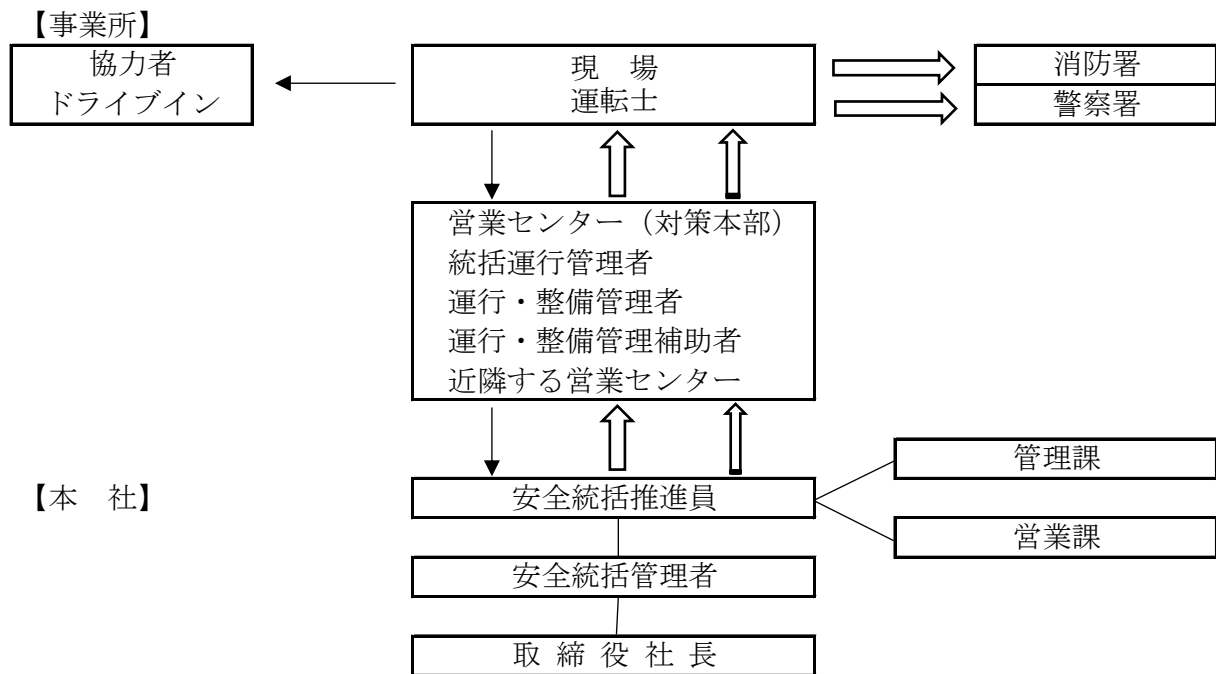 【事業所】
協力者
ドライブイン
現　場
運転士
消防署
警察署
営業センター（対策本部）
統括運行管理者
運行・整備管理者
運行・整備管理補助者
近隣する営業センター
【本　社】
安全統括推進員
管理課
営業課
安全統括管理者
取 締 役 社 長